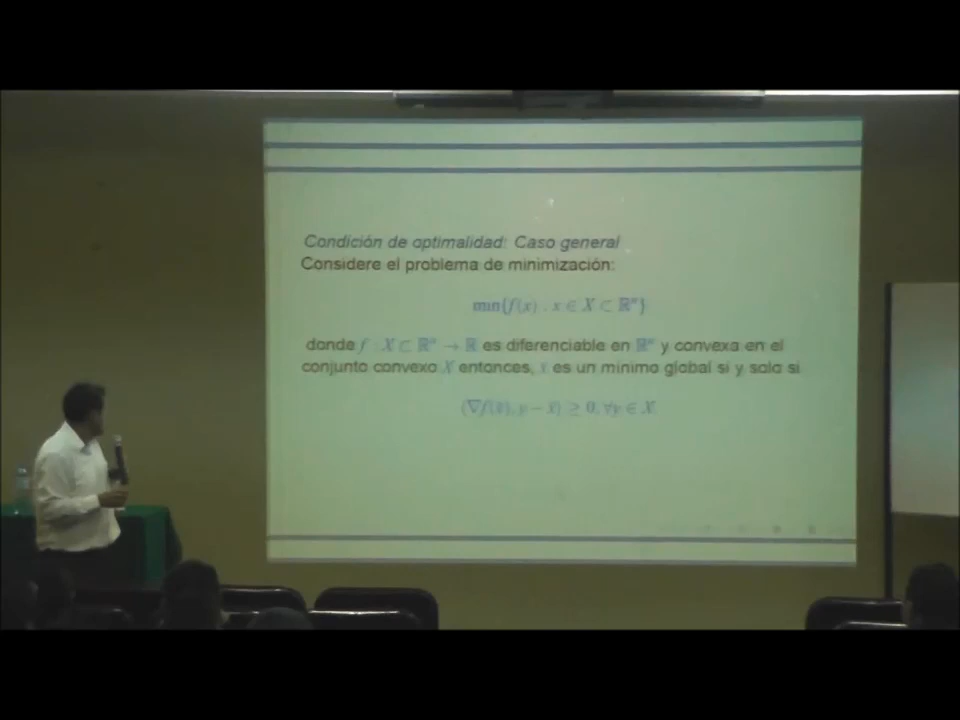 Condición de optimalidad: Caso general
Considere el problema de minimización:
min{f(x) : x ∈ X ⊂ ℝⁿ}
donde f : X ⊂ ℝⁿ → ℝ es diferenciable en ℝⁿ y convexa en el
conjunto convexo X entonces, x̄ es un mínimo global si y solo si
⟨∇f(x̄), y − x̄⟩ ≥ 0, ∀y ∈ X